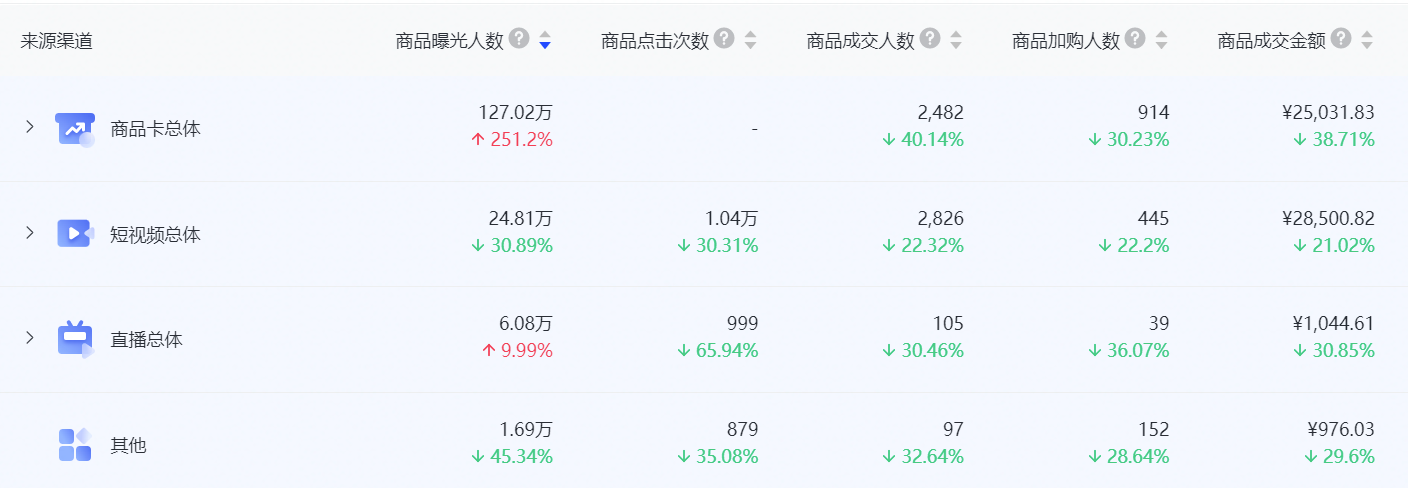 来源渠道 商品曝光人数 商品点击次数 商品成交人数 商品加购人数 商品成交金额
商品卡总体 127.02万 - 2,482 914 ¥25,031.83
251.2% 40.14% 30.23% 38.71%
短视频总体 24.81万 1.04万 2,826 445 ¥28,500.82
30.89% 30.31% 22.32% 22.2% 21.02%
直播总体 6.08万 999 105 39 ¥1,044.61
9.99% 65.94% 30.46% 36.07% 30.85%
其他 1.69万 879 97 152 ¥976.03
45.34% 35.08% 32.64% 28.64% 29.6%